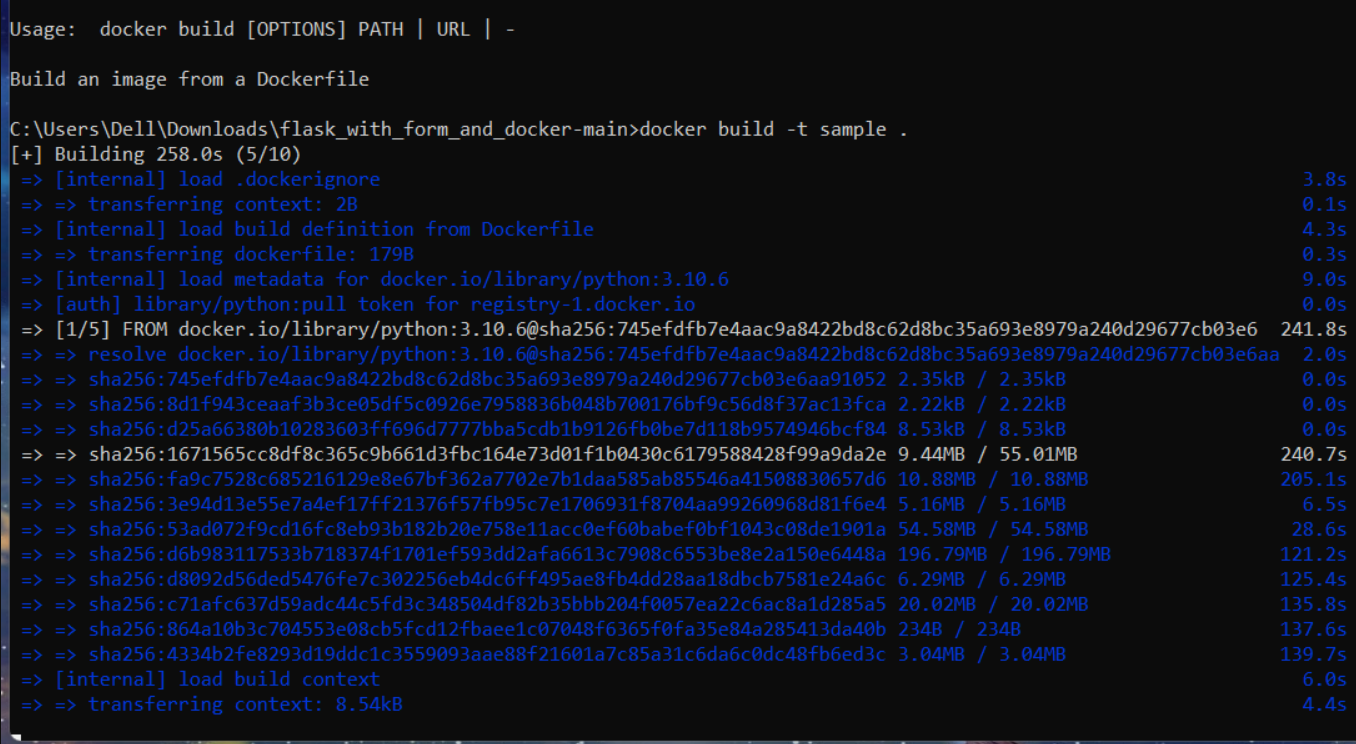 Usage:  docker build [OPTIONS] PATH | URL | -
Build an image from a Dockerfile
C:\Users\Dell\Downloads\flask_with_form_and_docker-main>docker build -t sample .
[+] Building 258.0s (5/10)
=> [internal] load .dockerignore 3.8s
=> => transferring context: 2B 0.1s
=> [internal] load build definition from Dockerfile 4.3s
=> => transferring dockerfile: 179B 0.3s
=> [internal] load metadata for docker.io/library/python:3.10.6 9.0s
=> [auth] library/python:pull token for registry-1.docker.io 0.0s
=> [1/5] FROM docker.io/library/python:3.10.6@sha256:745efdfb7e4aac9a8422bd8c62d8bc35a693e8979a240d29677cb03e6 241.8s
=> => resolve docker.io/library/python:3.10.6@sha256:745efdfb7e4aac9a8422bd8c62d8bc35a693e8979a240d29677cb03e6aa 2.0s
=> => sha256:745efdfb7e4aac9a8422bd8c62d8bc35a693e8979a240d29677cb03e6aa91052 2.35kB / 2.35kB 0.0s
=> => sha256:8d1f943ceaaf3b3ce05df5c0926e7958836b048b700176bf9c56d8f37ac13fca 2.22kB / 2.22kB 0.0s
=> => sha256:d25a66380b10283603ff696d7777bba5cdb1b9126fb0be7d118b9574946bcf84 8.53kB / 8.53kB 0.0s
=> => sha256:1671565cc8df8c365c9b661d3fbc164e73d01f1b0430c6179588428f99a9da2e 9.44MB / 55.01MB 240.7s
=> => sha256:fa9c7528c685216129e8e67bf362a7702e7b1daa585ab85546a41508830657d6 10.88MB / 10.88MB 205.1s
=> => sha256:3e94d13e55e7a4ef17ff21376f57fb95c7e1706931f8704aa99260968d81f6e4 5.16MB / 5.16MB 6.5s
=> => sha256:53ad072f9cd16fc8eb93b182b20e758e11acc0ef60babef0bf1043c08de1901a 54.58MB / 54.58MB 28.6s
=> => sha256:d6b983117533b718374f1701ef593dd2afa6613c7908c6553be8e2a150e6448a 196.79MB / 196.79MB 121.2s
=> => sha256:d8092d56ded5476fe7c302256eb4dc6ff495ae8fb4dd28aa18dbcb7581e24a6c 6.29MB / 6.29MB 125.4s
=> => sha256:c71afc637d59adc44c5fd3c348504df82b35bbb204f0057ea22c6ac8a1d285a5 20.02MB / 20.02MB 135.8s
=> => sha256:864a10b3c704553e08cb5fcd12fbaee1c07048f6365f0fa35e84a285413da40b 234B / 234B 137.6s
=> => sha256:4334b2fe8293d19ddc1c3559093aae88f21601a7c85a31c6da6c0dc48fb6ed3c 3.04MB / 3.04MB 139.7s
=> [internal] load build context 6.0s
=> => transferring context: 8.54kB 4.4s